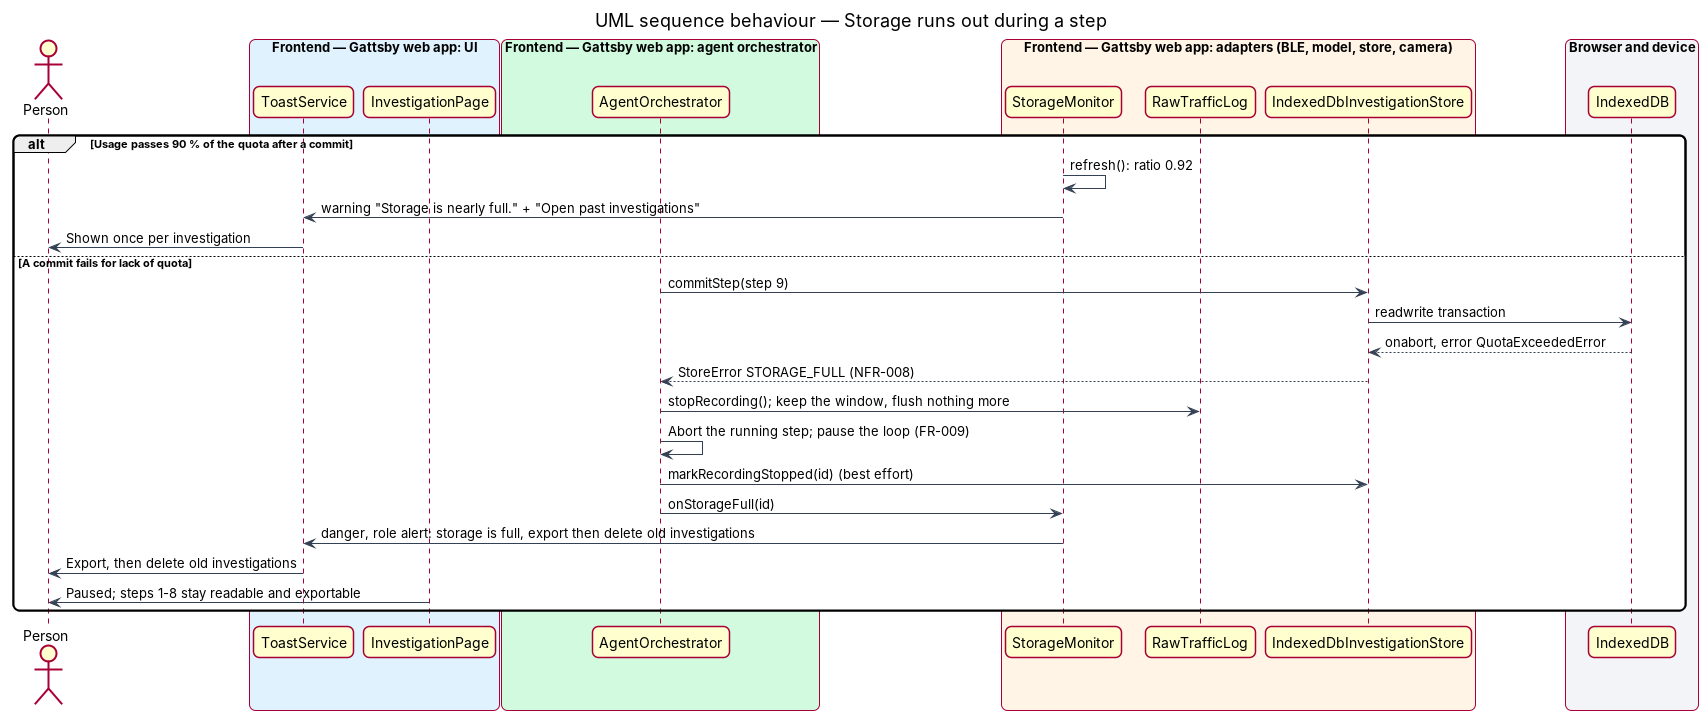 UML sequence behaviour — Storage runs out during a step
Frontend — Gattsby web app: UI
Frontend — Gattsby web app: agent orchestrator
Frontend — Gattsby web app: adapters (BLE, model, store, camera)
Browser and device
Person
ToastService
InvestigationPage
AgentOrchestrator
StorageMonitor
RawTrafficLog
IndexedDbInvestigationStore
IndexedDB
alt
[Usage passes 90 % of the quota after a commit]
refresh(): ratio 0.92
warning "Storage is nearly full." + "Open past investigations"
Shown once per investigation
[A commit fails for lack of quota]
commitStep(step 9)
readwrite transaction
onabort, error QuotaExceededError
StoreError STORAGE_FULL (NFR-008)
stopRecording(); keep the window, flush nothing more
Abort the running step; pause the loop (FR-009)
markRecordingStopped(id) (best effort)
onStorageFull(id)
danger, role alert: storage is full, export then delete old investigations
Export, then delete old investigations
Paused; steps 1-8 stay readable and exportable
Person
ToastService
InvestigationPage
AgentOrchestrator
StorageMonitor
RawTrafficLog
IndexedDbInvestigationStore
IndexedDB